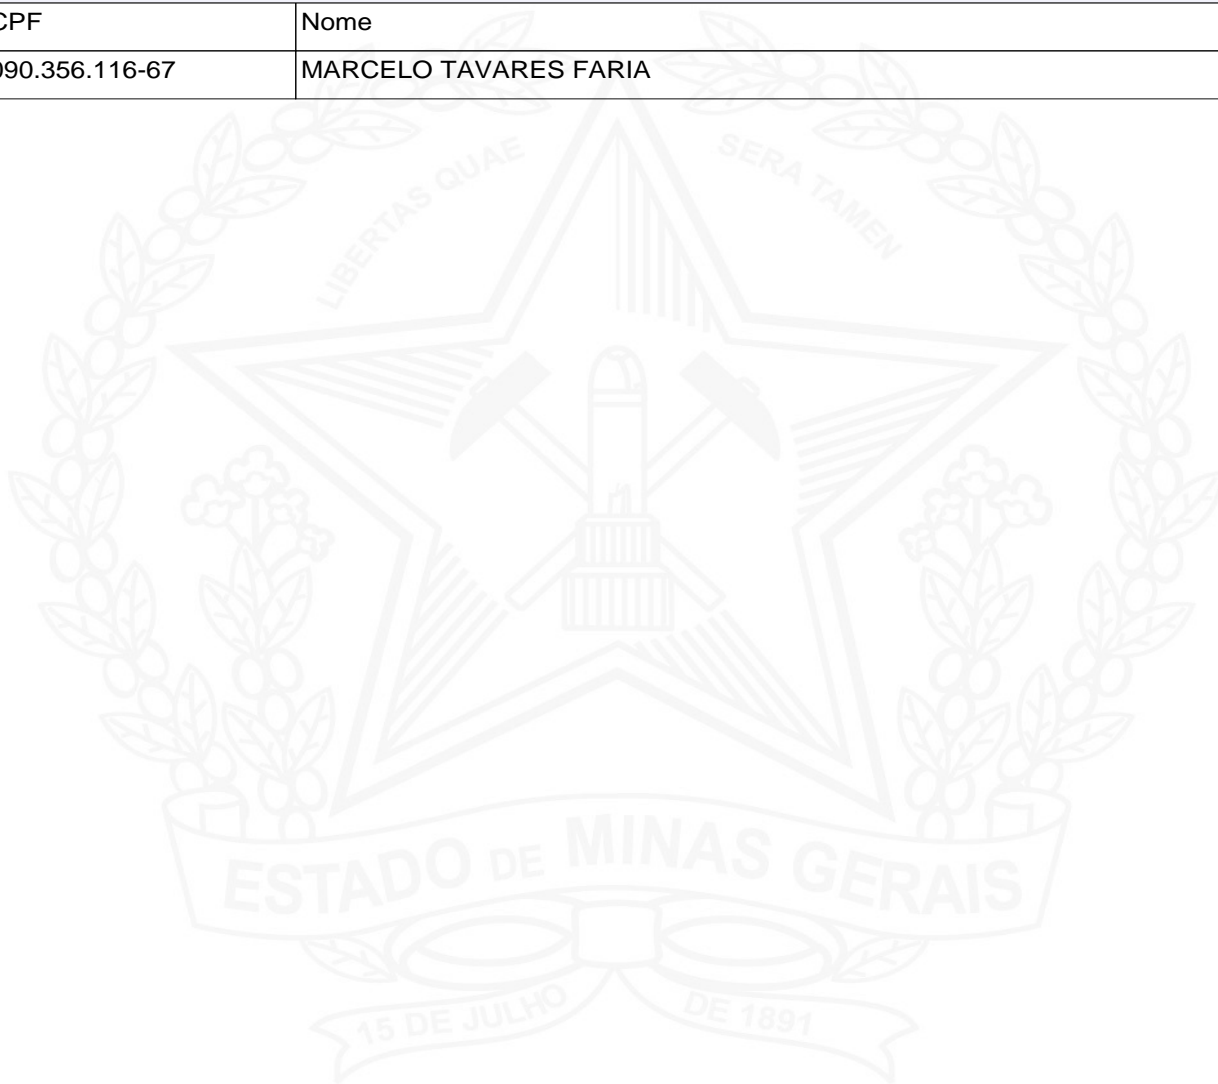 CPF Nome
090.356.116-67 MARCELO TAVARES FARIA
LIBERTAS QUAE SERA TAMEN
ESTADO DE MINAS GERAIS
15 DE JULHO DE 1891